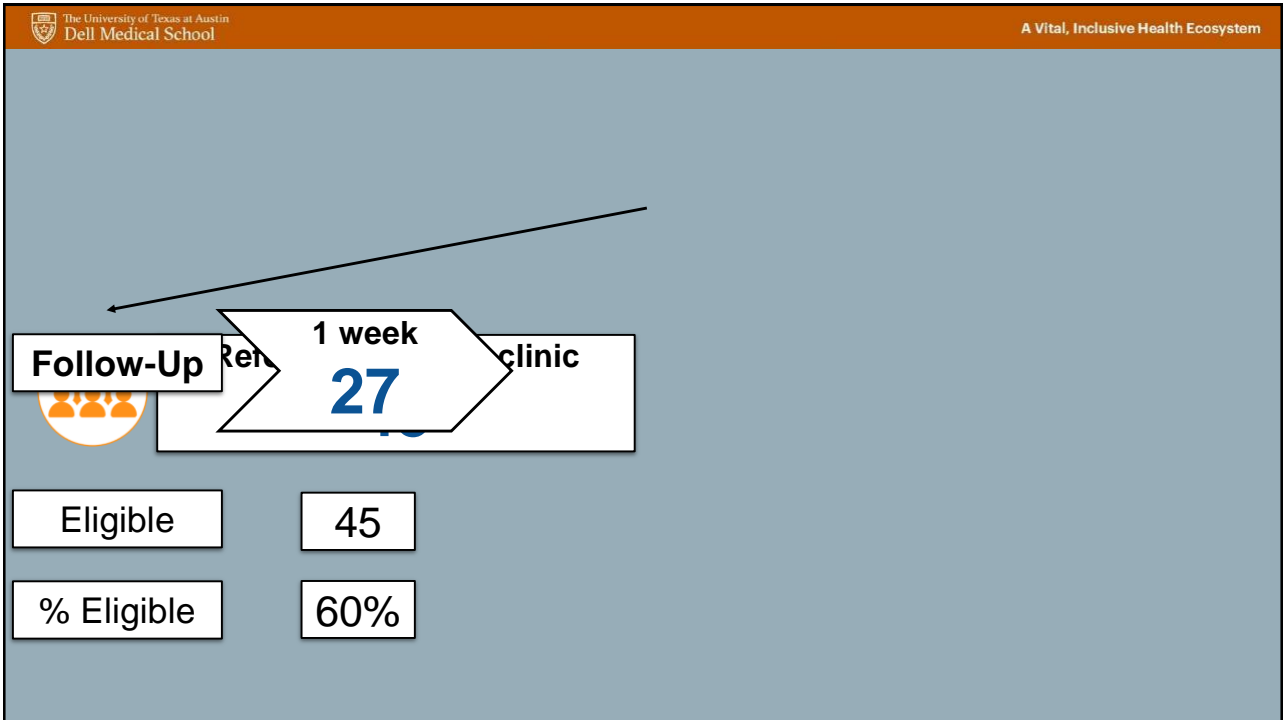 The University of Texas at Austin
Dell Medical School
A Vital, Inclusive Health Ecosystem
1 week
Follow-Up
clinic
27
Eligible
45
% Eligible
60%